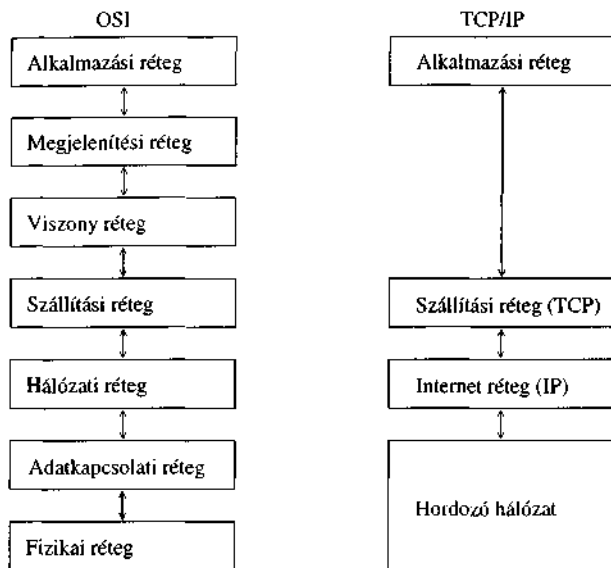 OSI
Alkalmazási réteg
Megjelenítési réteg
Viszony réteg
Szállítási réteg
Hálózati réteg
Adatkapcsolati réteg
Fizikai réteg
TCP/IP
Alkalmazási réteg
Szállítási réteg (TCP)
Internet réteg (IP)
Hordozó hálózat